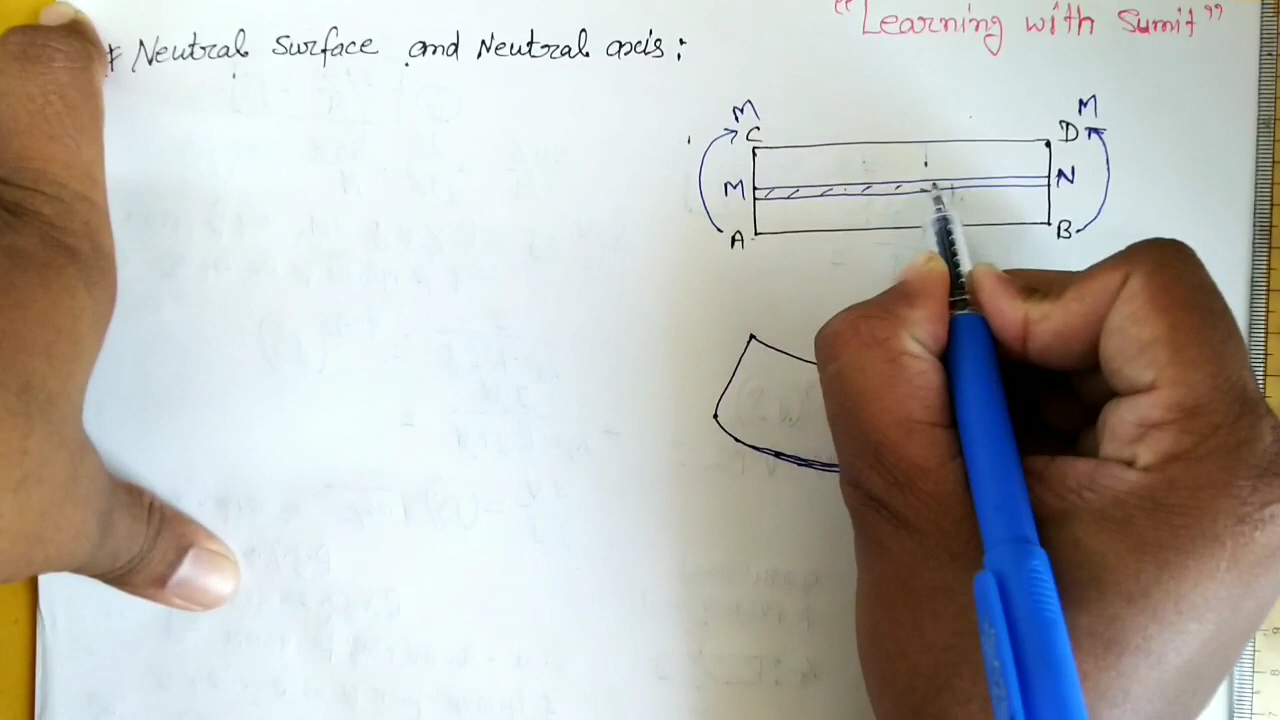 "Learning with Sumit"
* Neutral Surface and Neutral axis:
M M
C D
M N
A B